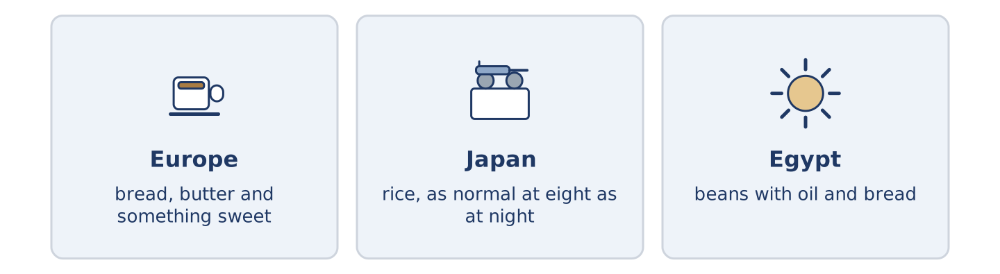 Europe
bread, butter and
something sweet
Japan
rice, as normal at eight as
at night
Egypt
beans with oil and bread